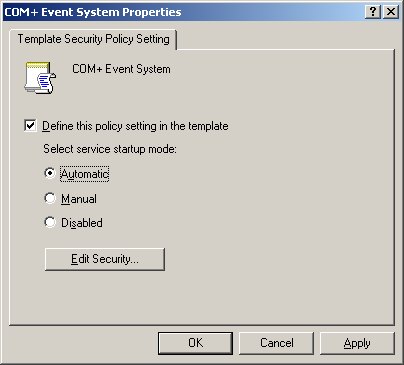 COM+ Event System Properties
Template Security Policy Setting
COM+ Event System
Define this policy setting in the template
Select service startup mode:
Automatic
Manual
Disabled
Edit Security...
OK Cancel Apply